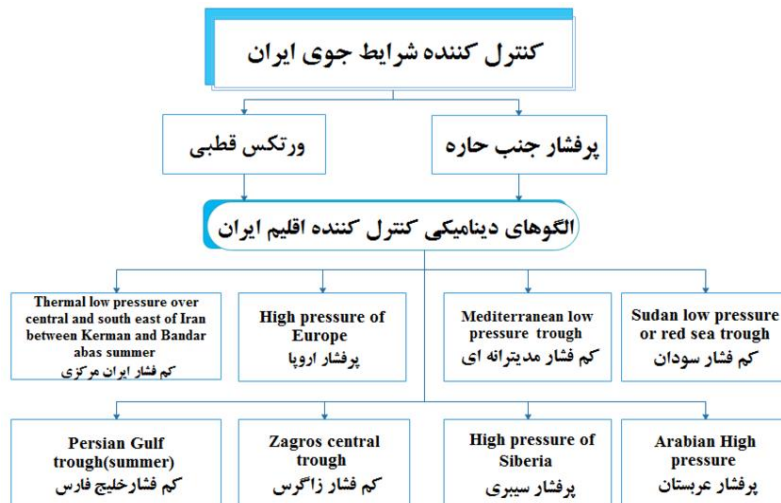 کنترل کننده شرایط جوی ایران
پرفشار جنب حاره
ورتکس قطبی
الگوهای دینامیکی کنترل کننده اقلیم ایران
Thermal low pressure over
central and south east of Iran
between Kerman and Bandar
abas summer
کم فشار ایران مرکزی
High pressure of
Europe
پرفشار اروپا
Mediterranean low
pressure trough
کم فشار مدیترانه ای
Sudan low pressure
or red sea trough
کم فشار سودان
Persian Gulf
trough(summer)
کم فشارخلیج فارس
Zagros central
trough
کم فشار زاگرس
High pressure of
Siberia
پرفشار سیبری
Arabian High
pressure
پرفشار عربستان